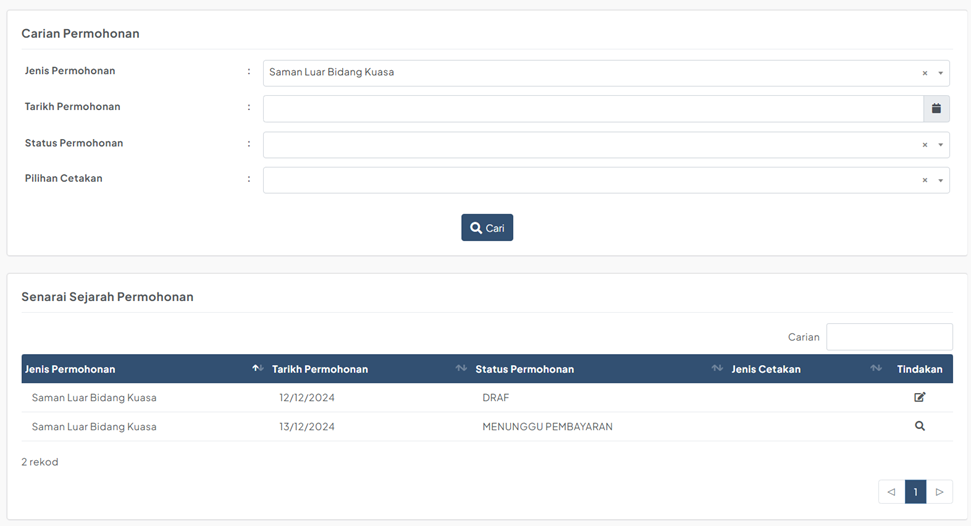 Carian Permohonan
Jenis Permohonan : Saman Luar Bidang Kuasa × ▾
Tarikh Permohonan :
Status Permohonan : × ▾
Pilihan Cetakan : × ▾
Cari
Senarai Sejarah Permohonan
Carian
Jenis Permohonan Tarikh Permohonan Status Permohonan Jenis Cetakan Tindakan
Saman Luar Bidang Kuasa 12/12/2024 DRAF
Saman Luar Bidang Kuasa 13/12/2024 MENUNGGU PEMBAYARAN
2 rekod
1